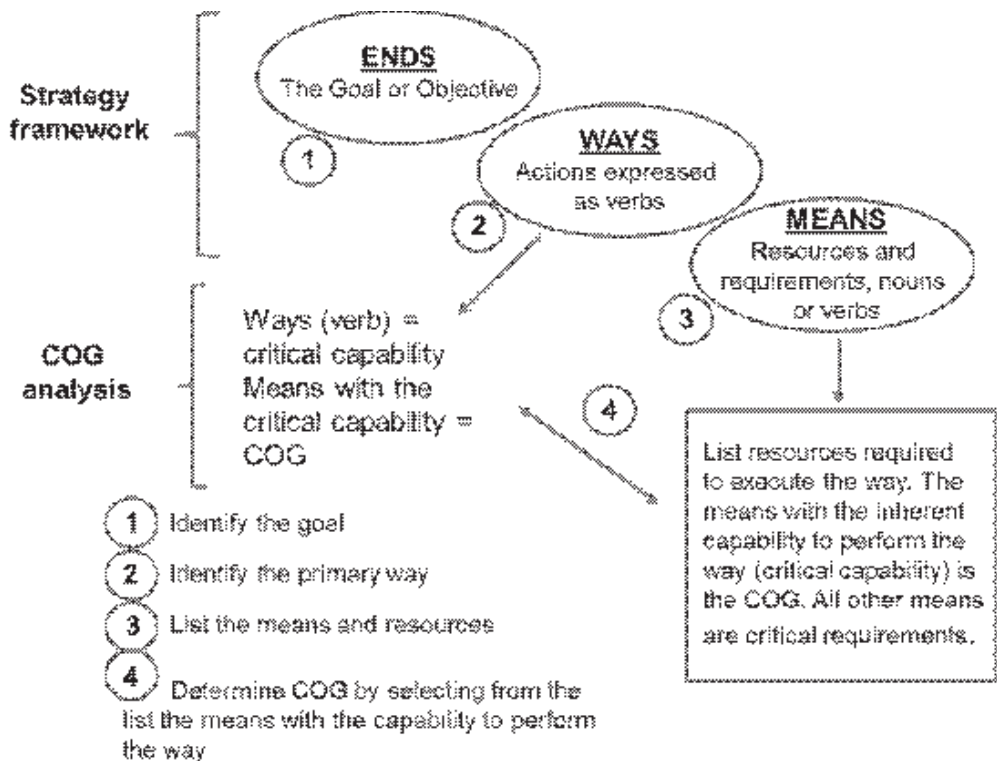 ENDS
The Goal or Objective
Strategy
framework
1
WAYS
Actions expressed
as verbs
2
MEANS
Resources and
requirements, nouns
or verbs
3
COG
analysis
Ways (verb) =
critical capability
Means with the
critical capability =
COG
4
List resources required
to execute the way. The
means with the inherent
capability to perform the
way (critical capability) is
the COG. All other means
are critical requirements.
1 Identify the goal
2 Identify the primary way
3 List the means and resources
4 Determine COG by selecting from the
list the means with the capability to perform
the way